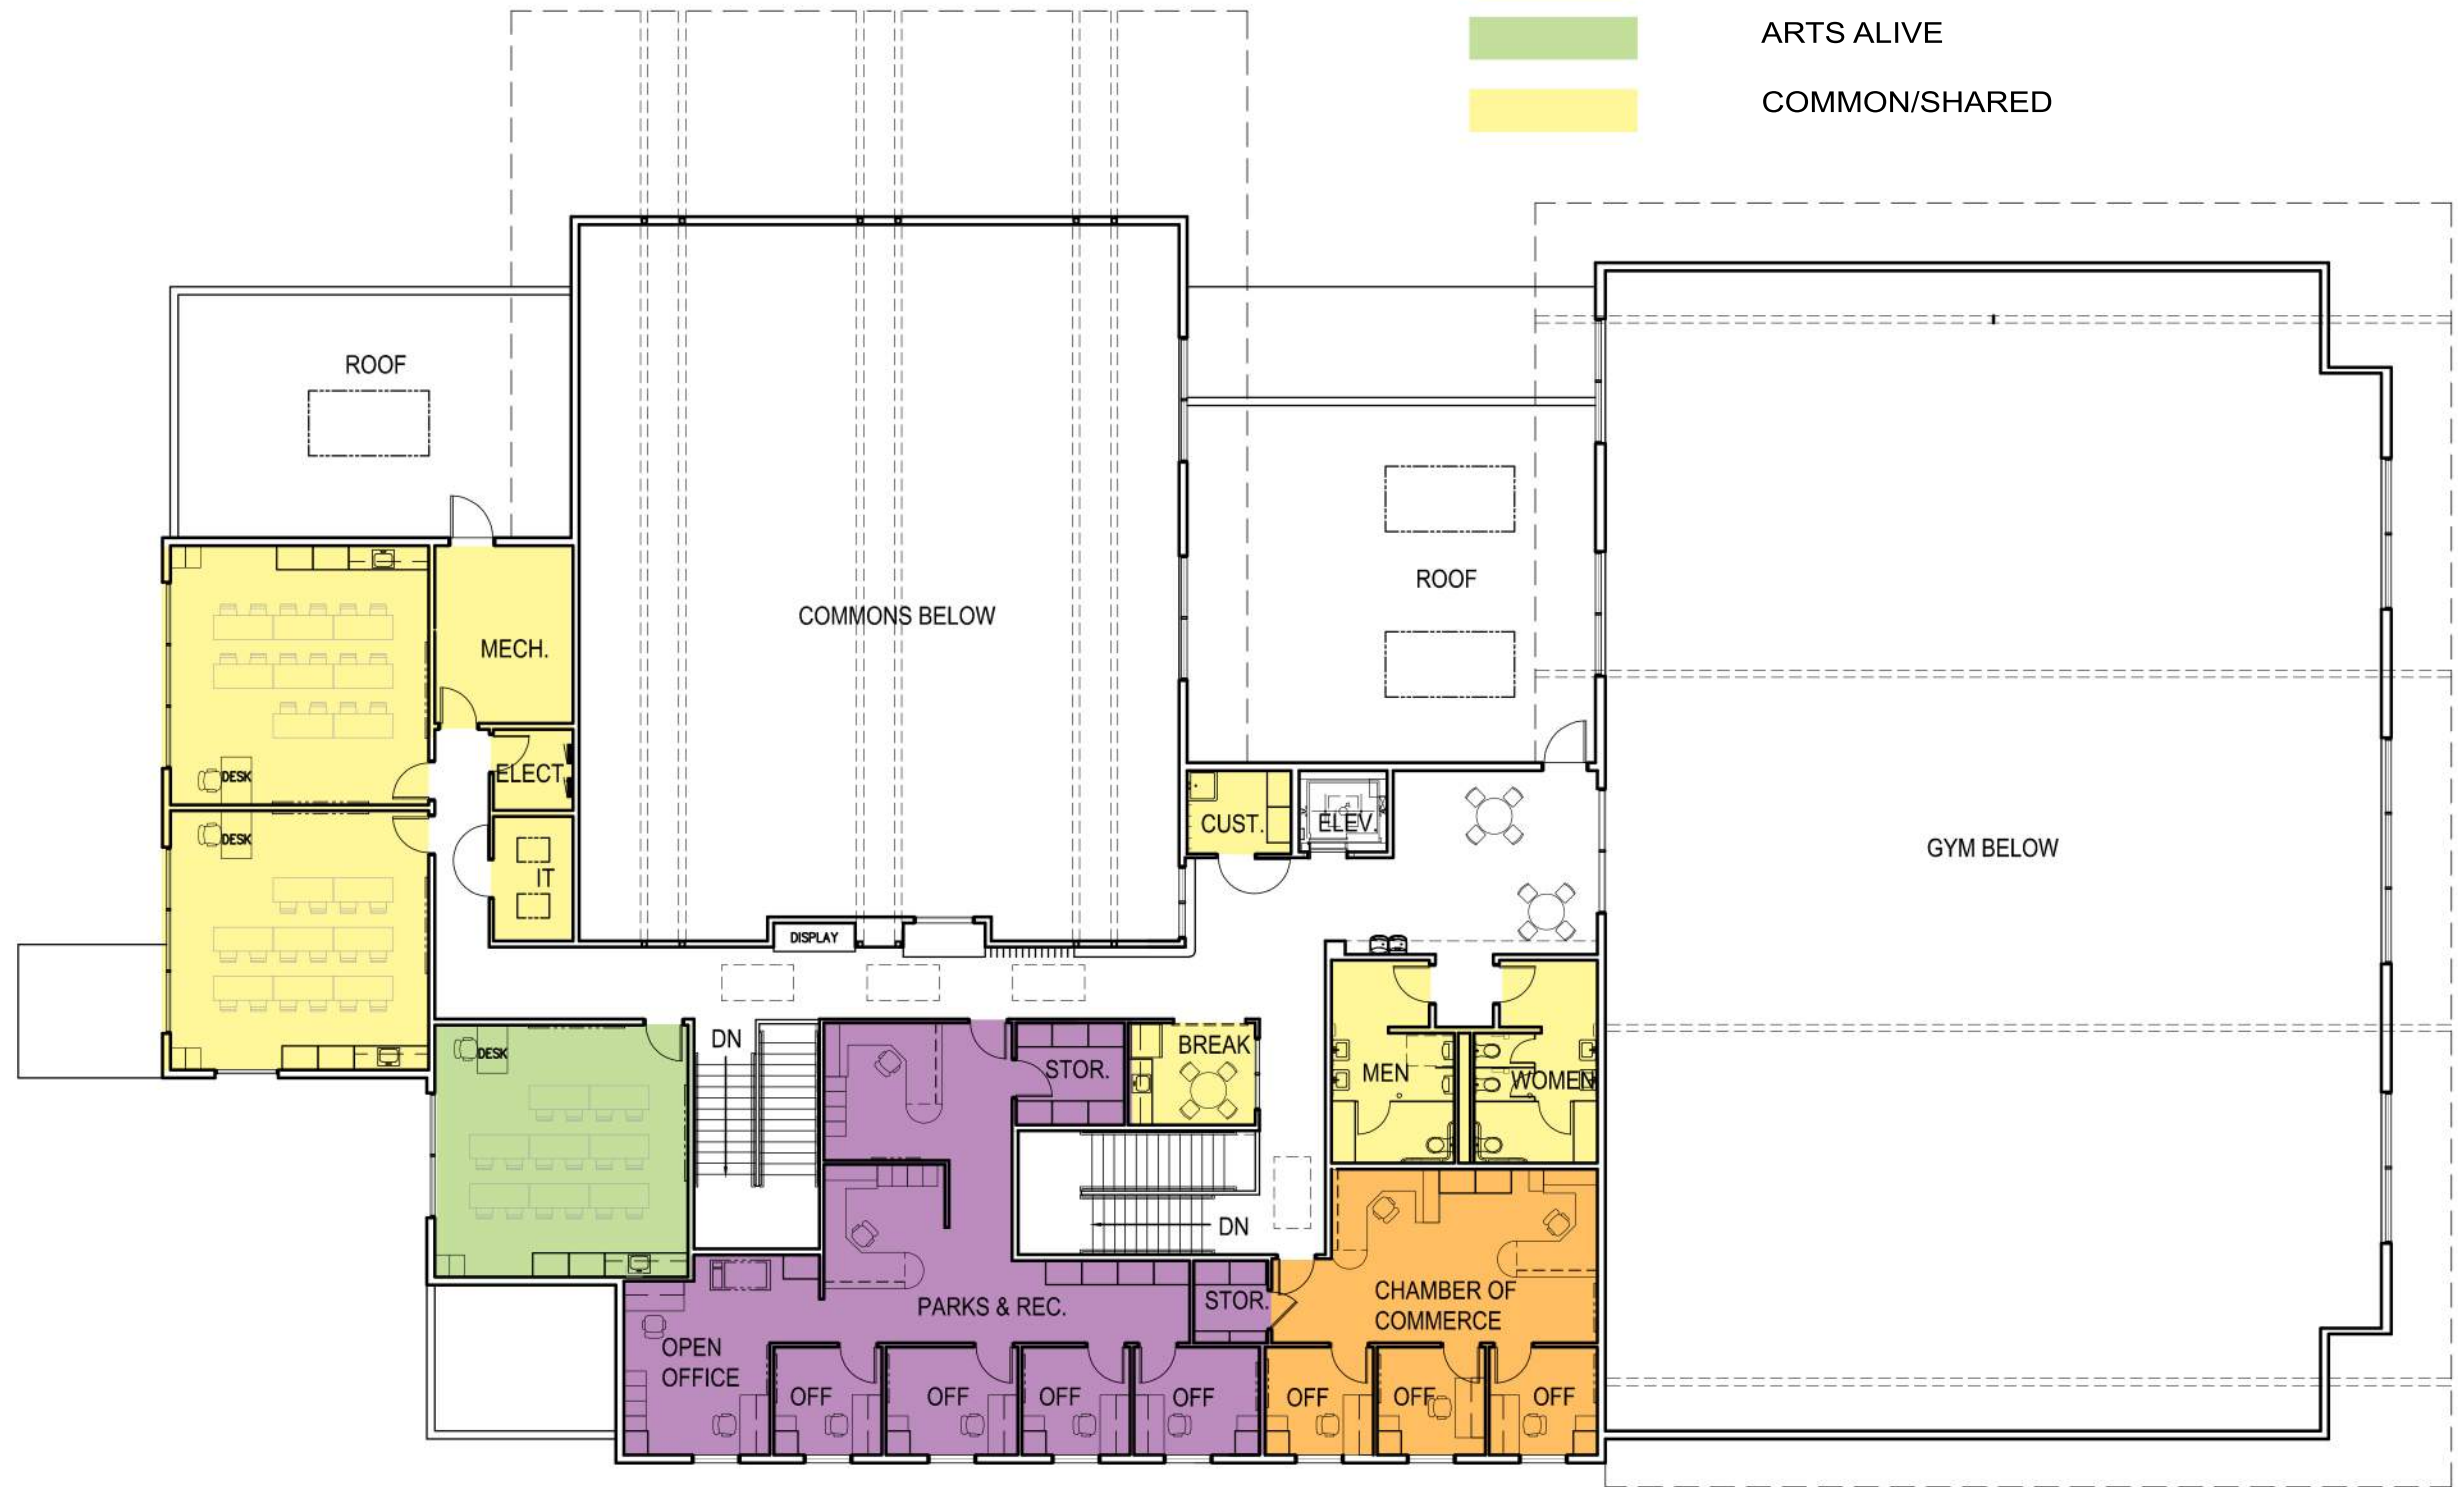 ARTS ALIVE
COMMON/SHARED
ROOF
ROOF
COMMONS BELOW
MECH.
DESK
ELECT.
CUST.
ELEV.
DESK
GYM BELOW
IT
DISPLAY
DN
BREAK
DESK
STOR.
MEN
WOMEN
DN
CHAMBER OF
COMMERCE
STOR.
PARKS & REC.
OPEN
OFFICE
OFF
OFF
OFF
OFF
OFF
OFF
OFF